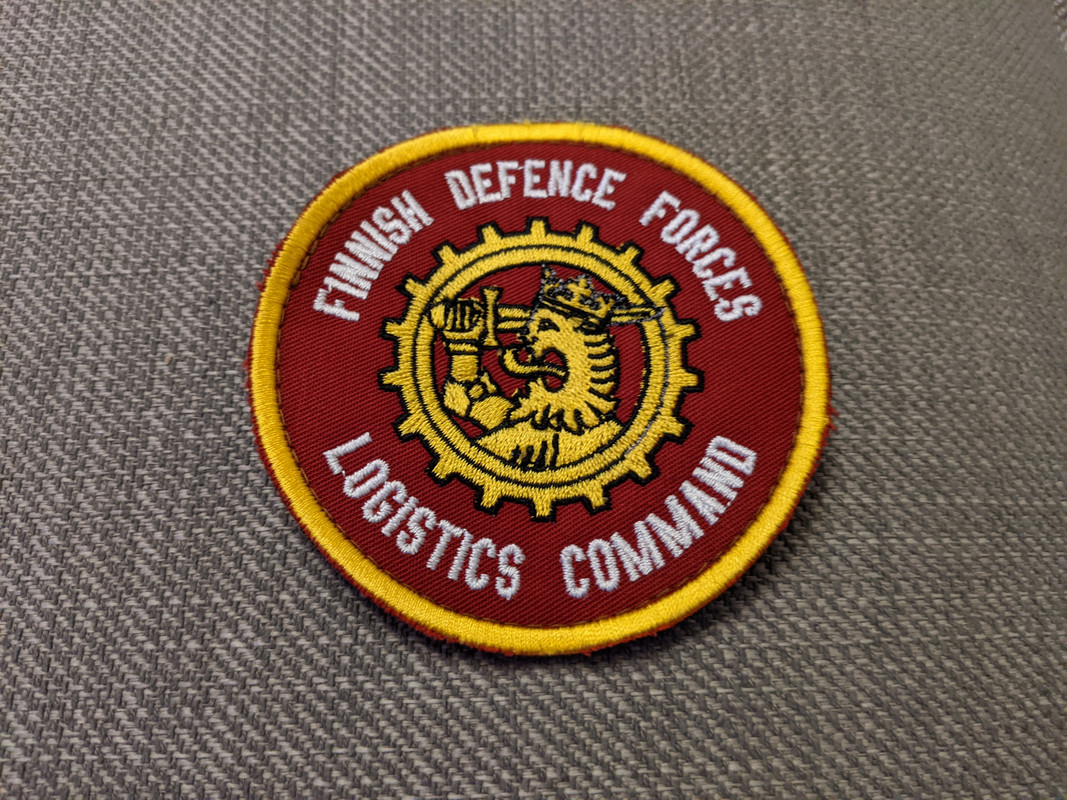 FINNISH DEFENCE FORCES
LOGISTICS COMMAND